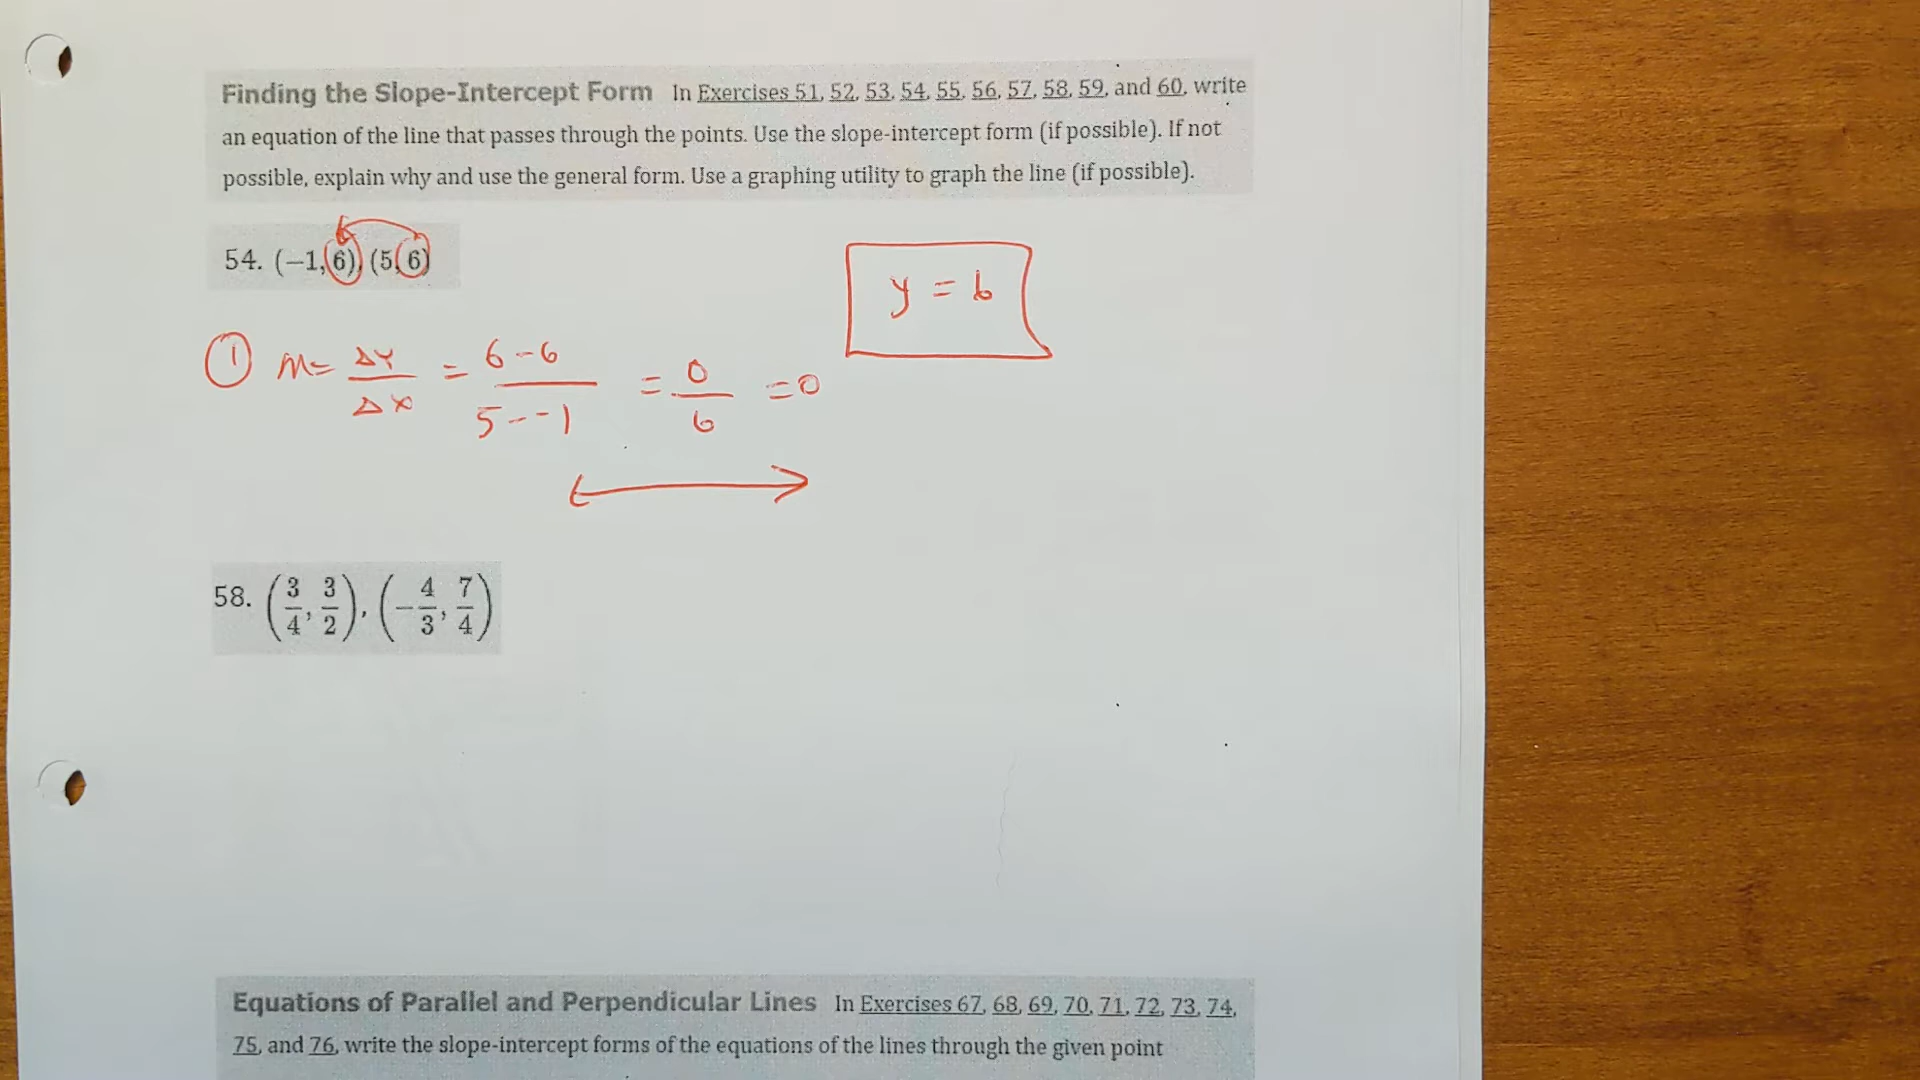 Finding the Slope-Intercept Form In Exercises 51, 52, 53, 54, 55, 56, 57, 58, 59, and 60, write
an equation of the line that passes through the points. Use the slope-intercept form (if possible). If not
possible, explain why and use the general form. Use a graphing utility to graph the line (if possible).
54. (−1, 6), (5, 6)
y = 6
① m = ΔY/ΔX = 6-6/5--1 = 0/6 = 0
58. (3/4, 3/2), (−4/3, 7/4)
Equations of Parallel and Perpendicular Lines In Exercises 67, 68, 69, 70, 71, 72, 73, 74,
75, and 76, write the slope-intercept forms of the equations of the lines through the given point